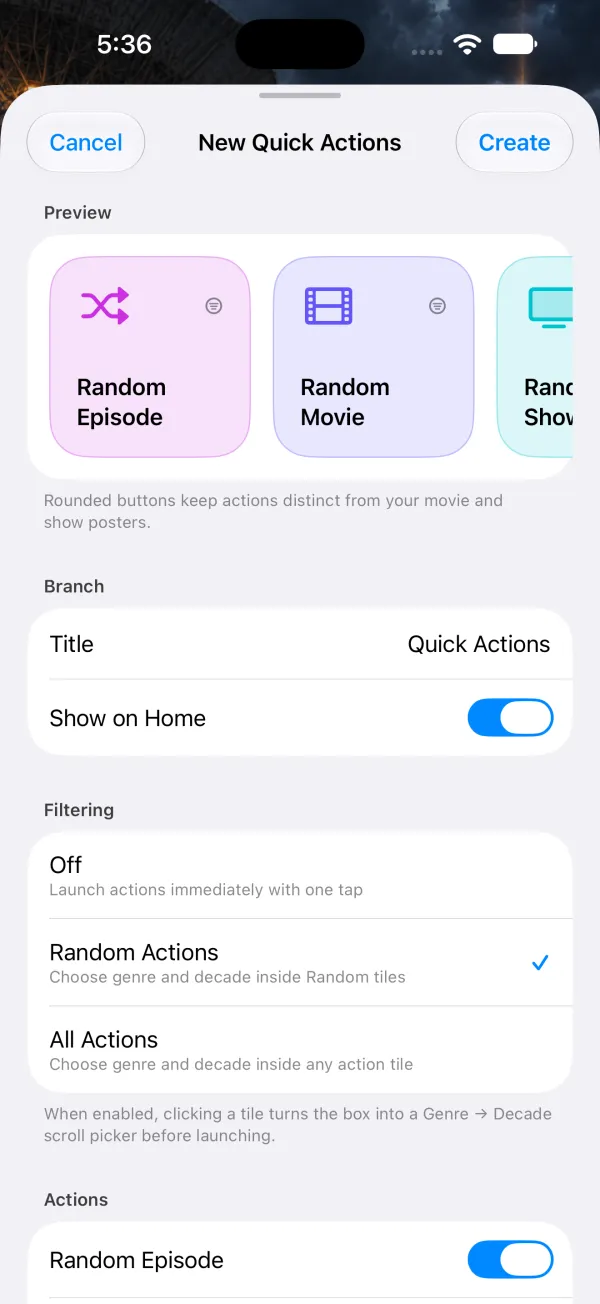 5:36
Cancel
New Quick Actions
Create
Preview
Random
Episode
Random
Movie
Rand
Show
Rounded buttons keep actions distinct from your movie and
show posters.
Branch
Title
Quick Actions
Show on Home
Filtering
Off
Launch actions immediately with one tap
Random Actions
Choose genre and decade inside Random tiles
All Actions
Choose genre and decade inside any action tile
When enabled, clicking a tile turns the box into a Genre → Decade
scroll picker before launching.
Actions
Random Episode